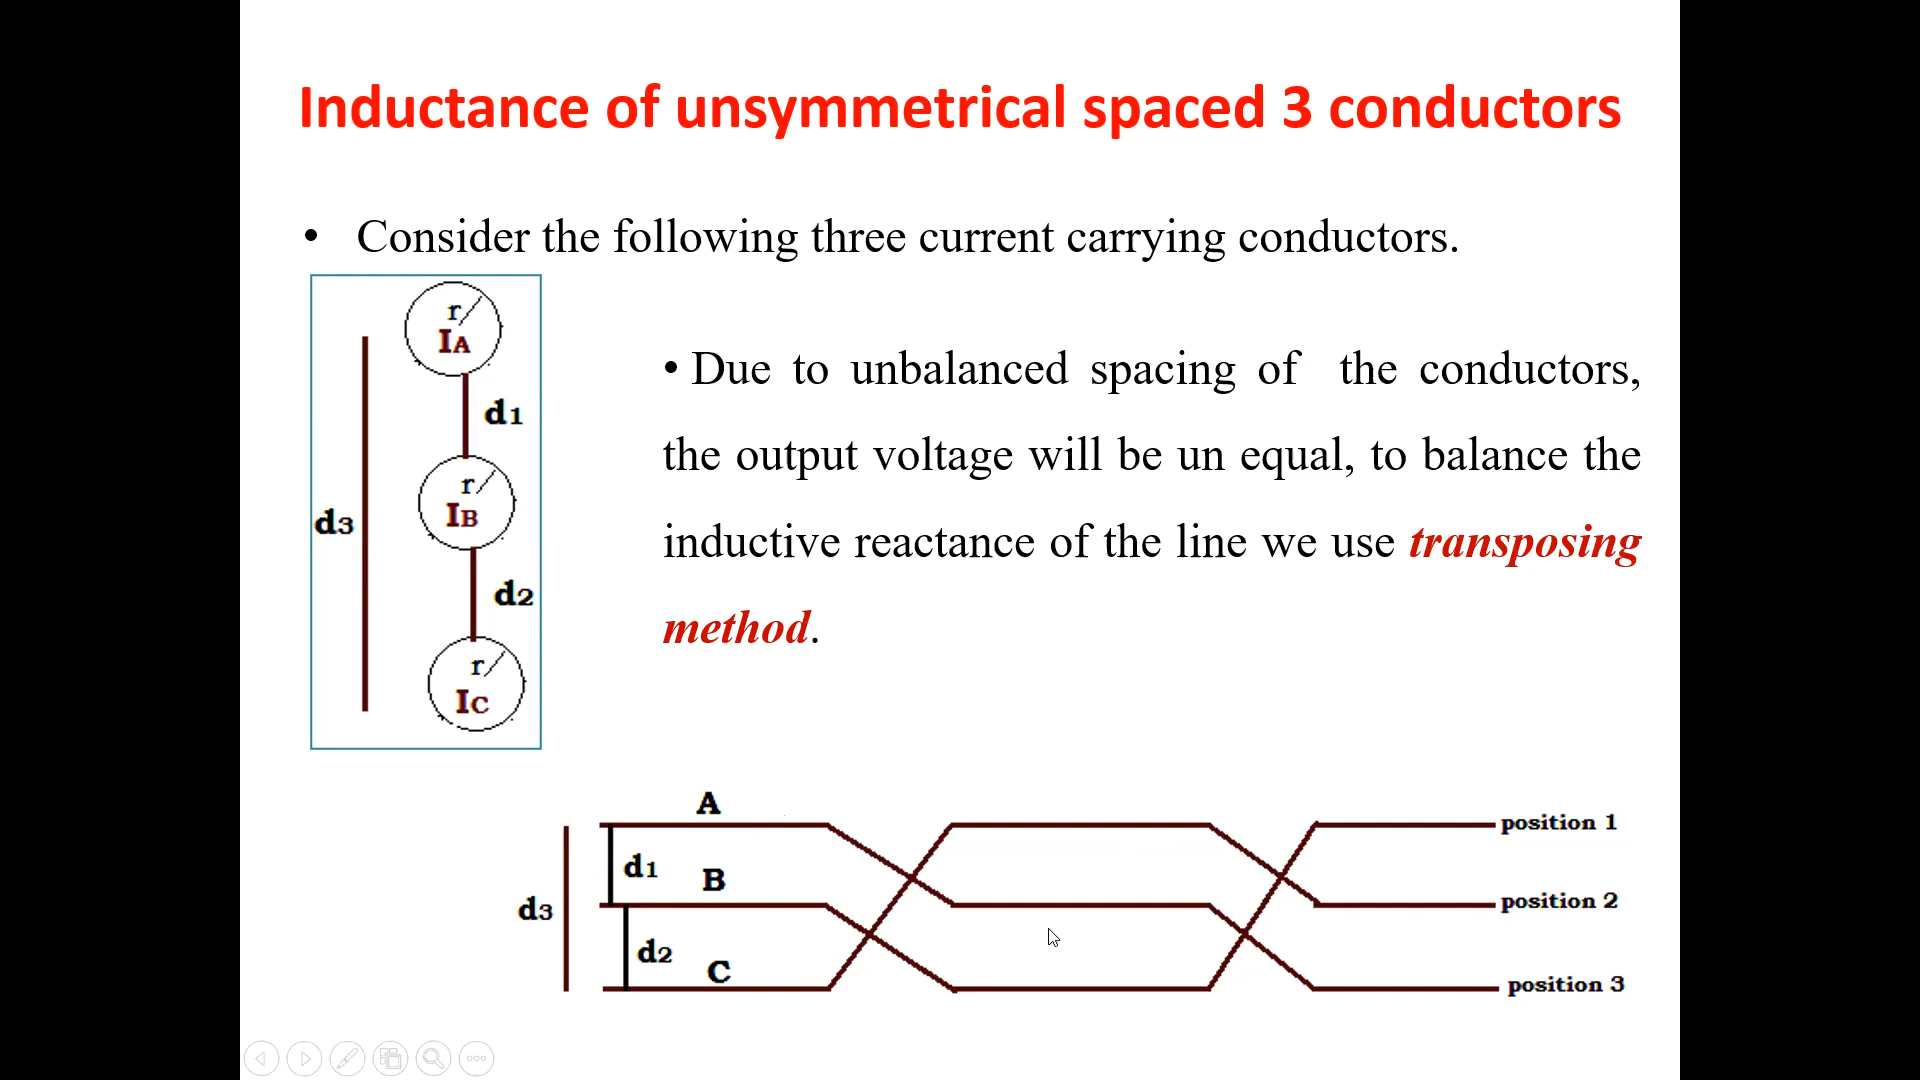 Inductance of unsymmetrical spaced 3 conductors
• Consider the following three current carrying conductors.
r
IA
d1
r
IB
d3
d2
r
IC
• Due to unbalanced spacing of the conductors,
the output voltage will be un equal, to balance the
inductive reactance of the line we use transposing
method.
A
position 1
d1
B
position 2
d3
d2
C
position 3